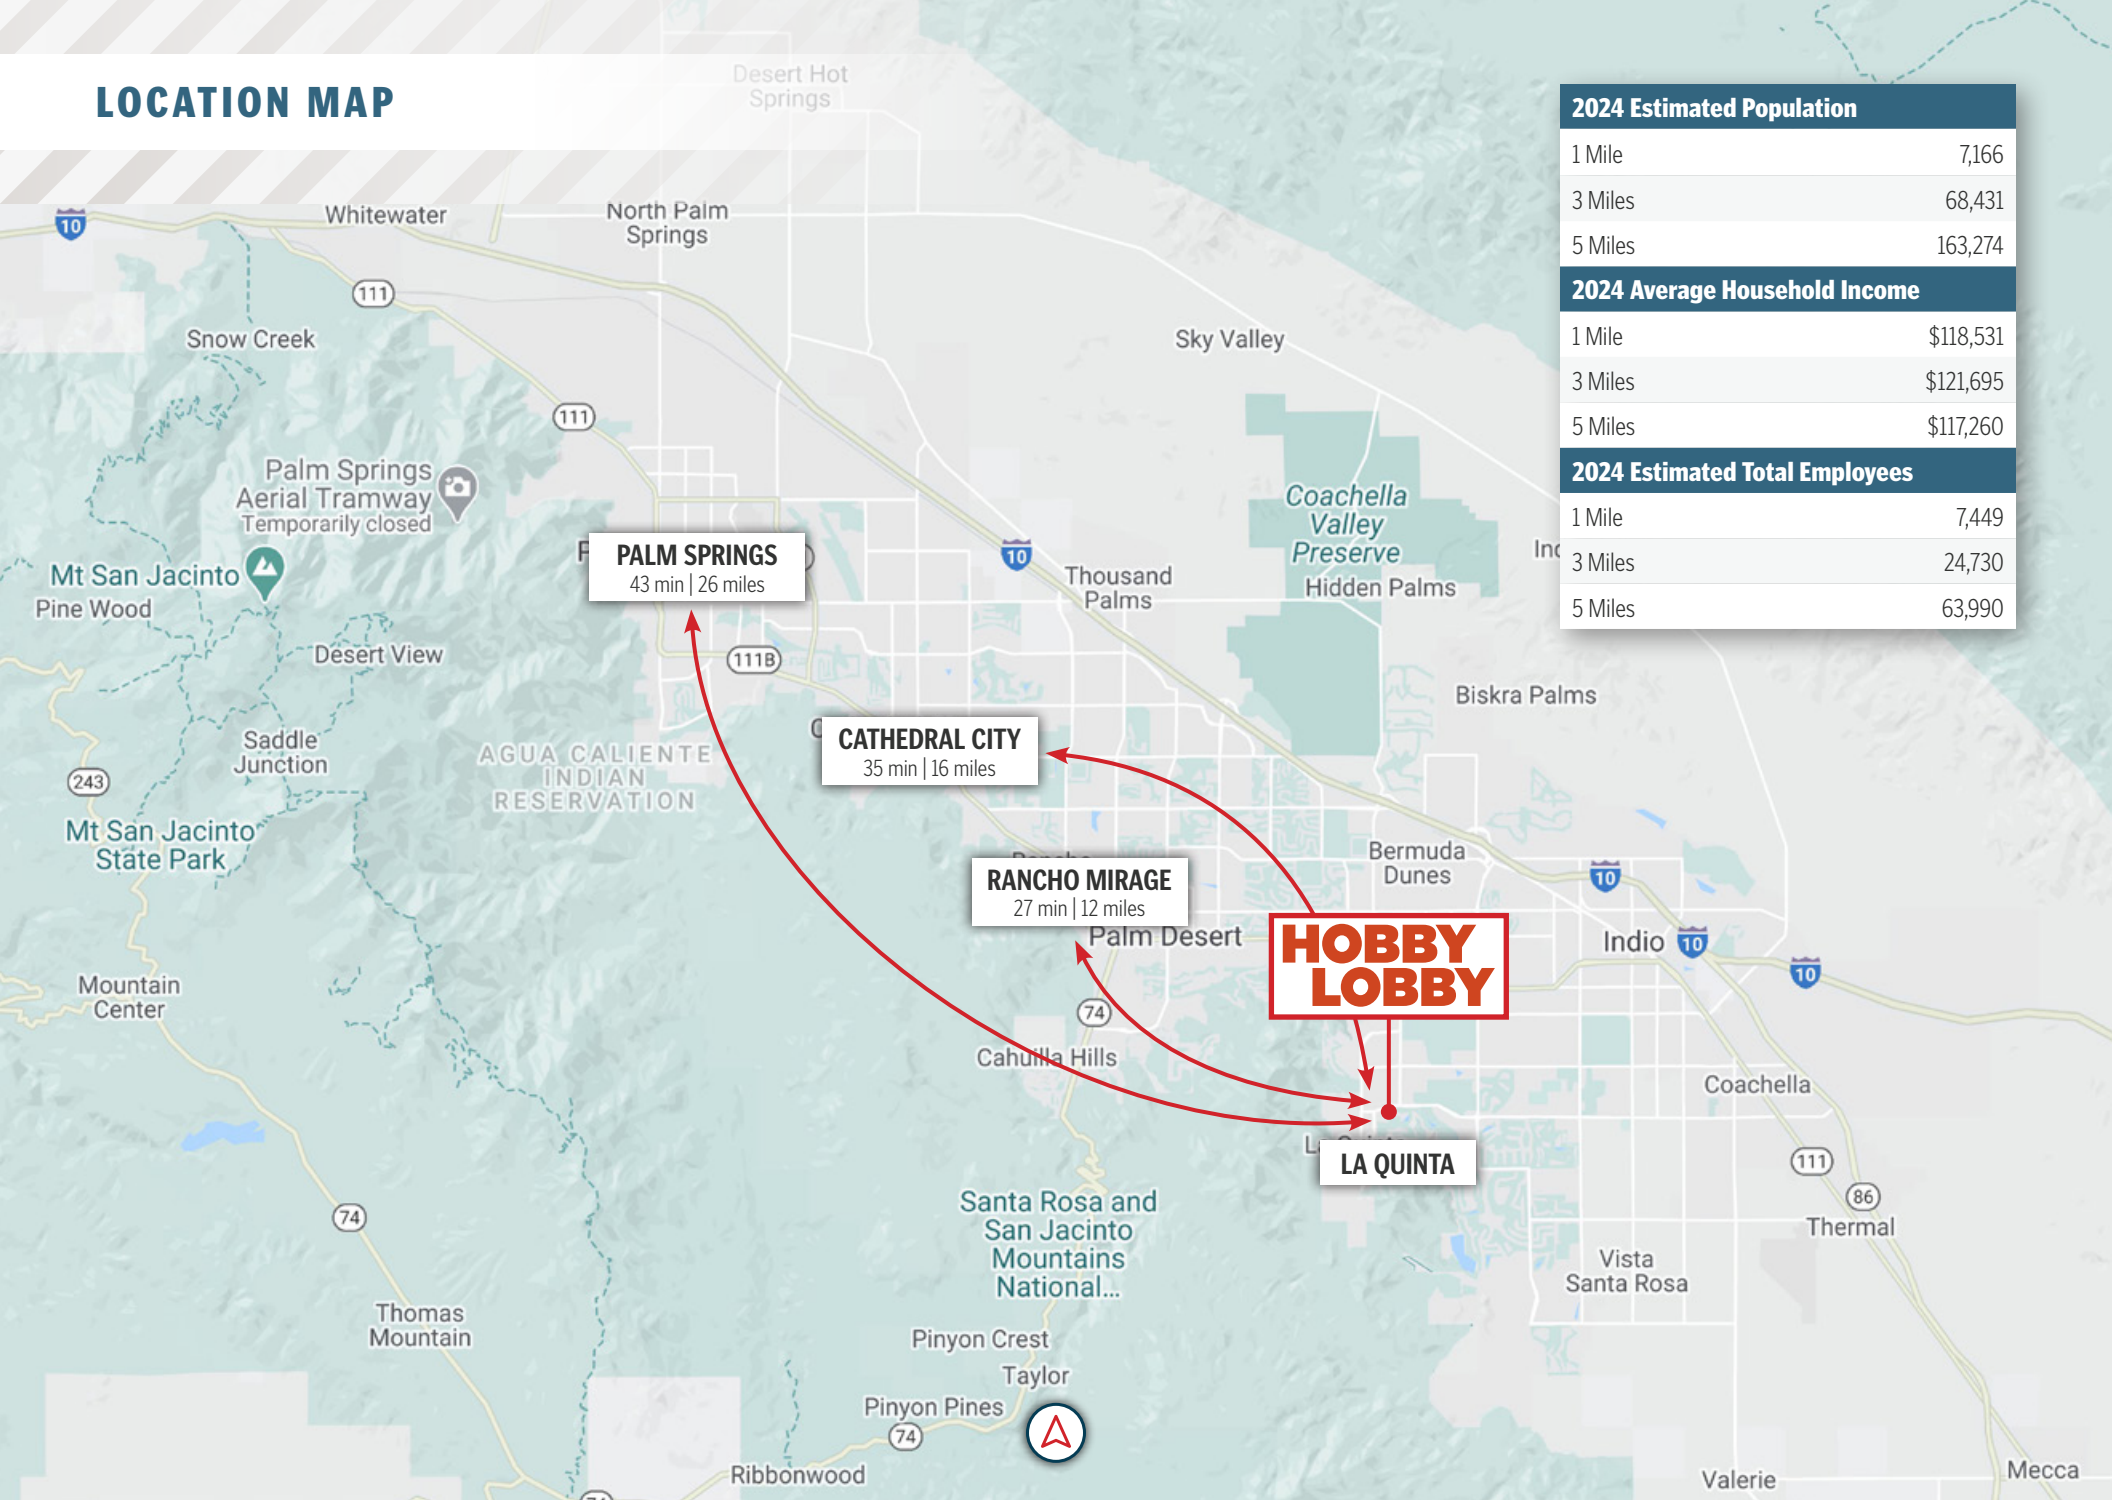 LOCATION MAP
Desert Hot
Springs
2024 Estimated Population
1 Mile 7,166
3 Miles 68,431
5 Miles 163,274
2024 Average Household Income
1 Mile $118,531
3 Miles $121,695
5 Miles $117,260
2024 Estimated Total Employees
1 Mile 7,449
3 Miles 24,730
5 Miles 63,990
10
Whitewater
North Palm
Springs
111
Snow Creek
Sky Valley
111
Palm Springs
Aerial Tramway
Temporarily closed
Coachella
Valley
Preserve
Hidden Palms
PALM SPRINGS
43 min | 26 miles
10
Thousand
Palms
Mt San Jacinto
Pine Wood
Desert View
111B
Biskra Palms
CATHEDRAL CITY
35 min | 16 miles
Saddle
Junction
AGUA CALIENTE
INDIAN
RESERVATION
243
Mt San Jacinto
State Park
Bermuda
Dunes
10
RANCHO MIRAGE
27 min | 12 miles
Palm Desert
HOBBY
LOBBY
Indio
10
10
Mountain
Center
74
Cahuilla Hills
Coachella
LA QUINTA
111
86
Thermal
74
Santa Rosa and
San Jacinto
Mountains
National...
Vista
Santa Rosa
Thomas
Mountain
Pinyon Crest
Taylor
Pinyon Pines
74
Ribbonwood
Valerie
Mecca